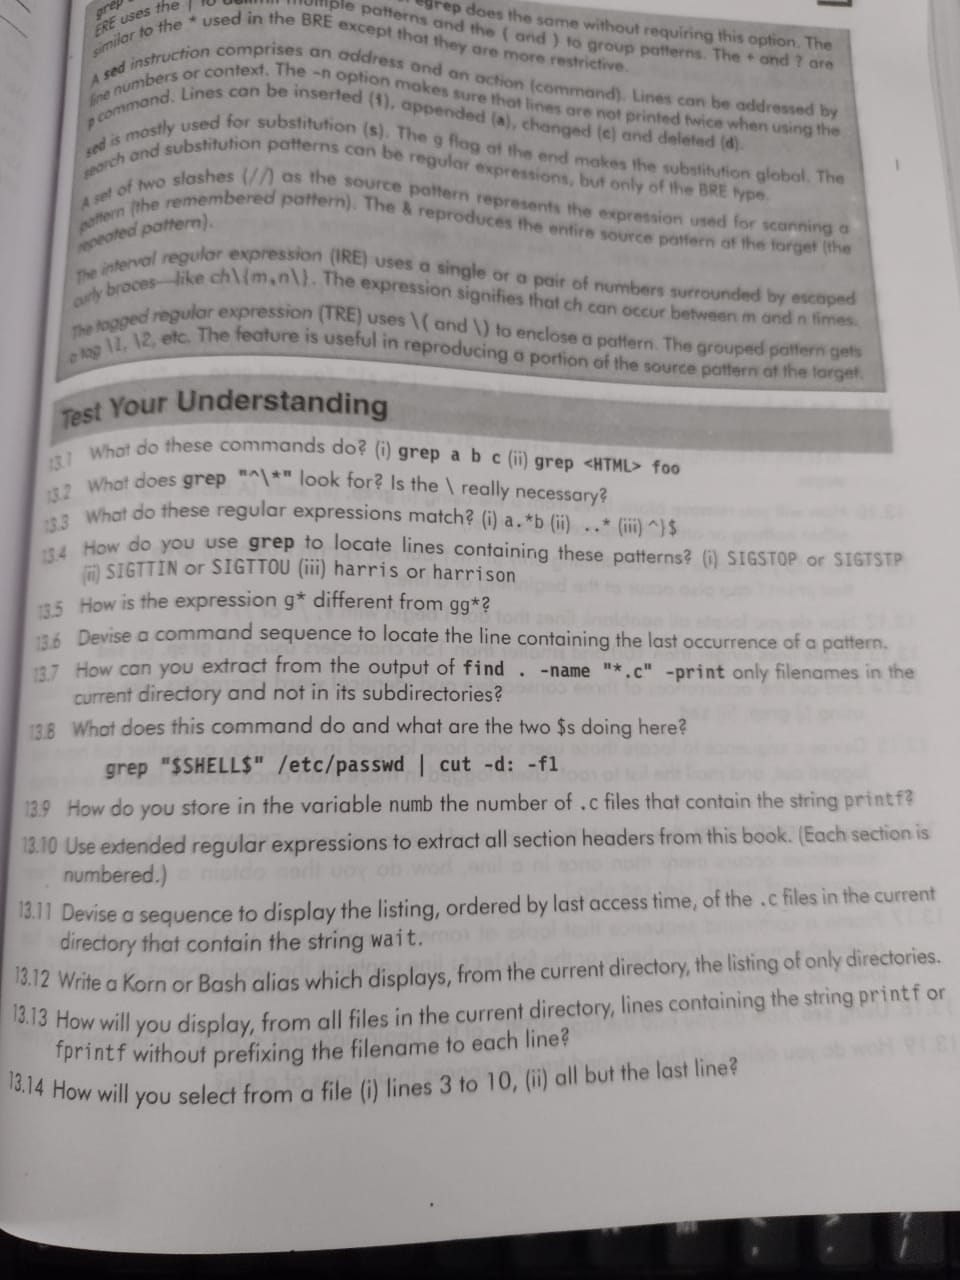 grep
egrep does the same without requiring this option. The
ERE uses the | to multiple patterns and the ( and ) to group patterns. The + and ? are
similar to the * used in the BRE except that they are more restrictive.
A sed instruction comprises an address and an action (command). Lines can be addressed by
line numbers or context. The -n option makes sure that lines are not printed twice when using the
p command. Lines can be inserted (i), appended (a), changed (c) and deleted (d).
sed is mostly used for substitution (s). The g flag at the end makes the substitution global. The
search and substitution patterns can be regular expressions, but only of the BRE type.
A set of two slashes (//) as the source pattern represents the expression used for scanning a
pattern (the remembered pattern). The & reproduces the entire source pattern at the target (the
repeated pattern).
The interval regular expression (IRE) uses a single or a pair of numbers surrounded by escaped
curly braces—like ch\{m,n\}. The expression signifies that ch can occur between m and n times.
The tagged regular expression (TRE) uses \( and \) to enclose a pattern. The grouped pattern gets
a tag \1, \2, etc. The feature is useful in reproducing a portion of the source pattern at the target.
Test Your Understanding
13.1 What do these commands do? (i) grep a b c (ii) grep <HTML> foo
13.2 What does grep "^\*" look for? Is the \ really necessary?
13.3 What do these regular expressions match? (i) a.*b (ii) ..* (iii) ^}$
13.4 How do you use grep to locate lines containing these patterns? (i) SIGSTOP or SIGTSTP
(ii) SIGTTIN or SIGTTOU (iii) harris or harrison
13.5 How is the expression g* different from gg*?
13.6 Devise a command sequence to locate the line containing the last occurrence of a pattern.
13.7 How can you extract from the output of find . -name "*.c" -print only filenames in the
current directory and not in its subdirectories?
13.8 What does this command do and what are the two $s doing here?
grep "$SHELL$" /etc/passwd | cut -d: -f1
13.9 How do you store in the variable numb the number of .c files that contain the string printf?
13.10 Use extended regular expressions to extract all section headers from this book. (Each section is
numbered.)
13.11 Devise a sequence to display the listing, ordered by last access time, of the .c files in the current
directory that contain the string wait.
13.12 Write a Korn or Bash alias which displays, from the current directory, the listing of only directories.
13.13 How will you display, from all files in the current directory, lines containing the string printf or
fprintf without prefixing the filename to each line?
13.14 How will you select from a file (i) lines 3 to 10, (ii) all but the last line?